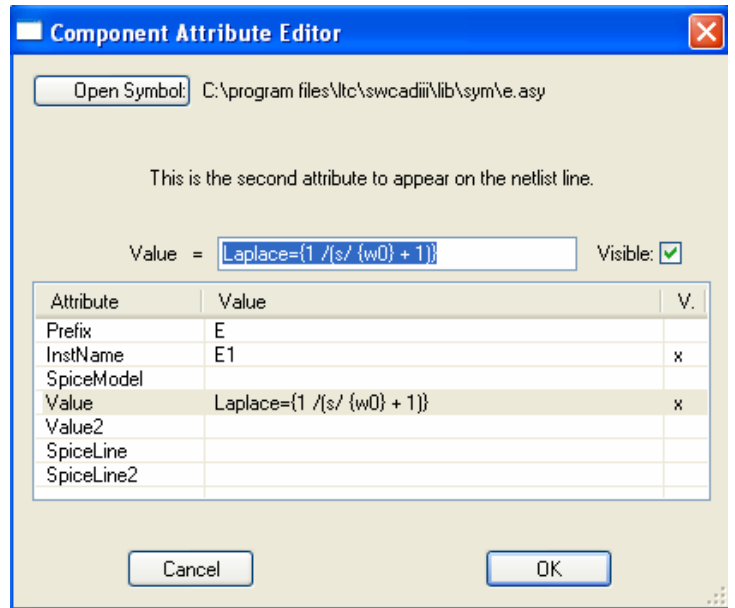 Component Attribute Editor
Open Symbol: C:\program files\ltc\swcadiii\lib\sym\e.asy
This is the second attribute to appear on the netlist line.
Value = Laplace={1 /(s/ {w0} + 1)} Visible:
Attribute Value V.
Prefix E
InstName E1 x
SpiceModel
Value Laplace={1 /(s/ {w0} + 1)} x
Value2
SpiceLine
SpiceLine2
Cancel OK